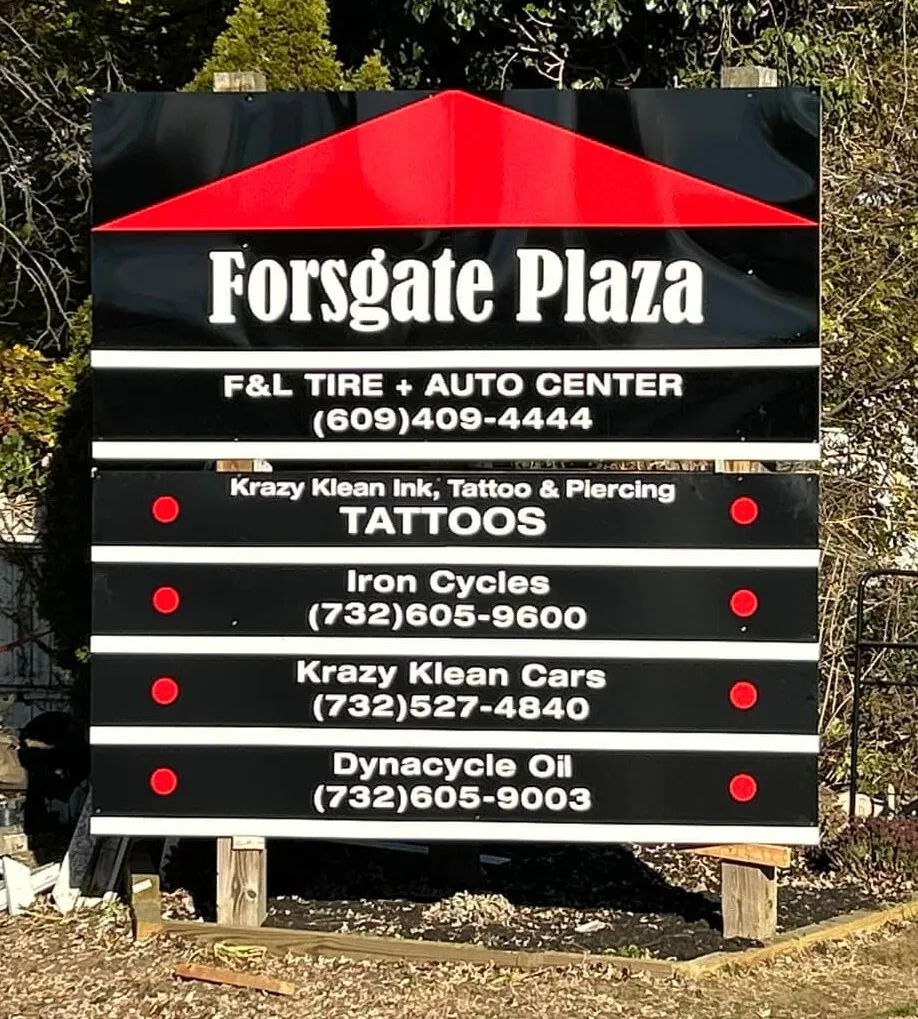 Forsgate Plaza
F&L TIRE + AUTO CENTER
(609)409-4444
Krazy Klean Ink, Tattoo & Piercing
TATTOOS
Iron Cycles
(732)605-9600
Krazy Klean Cars
(732)527-4840
Dynacycle Oil
(732)605-9003